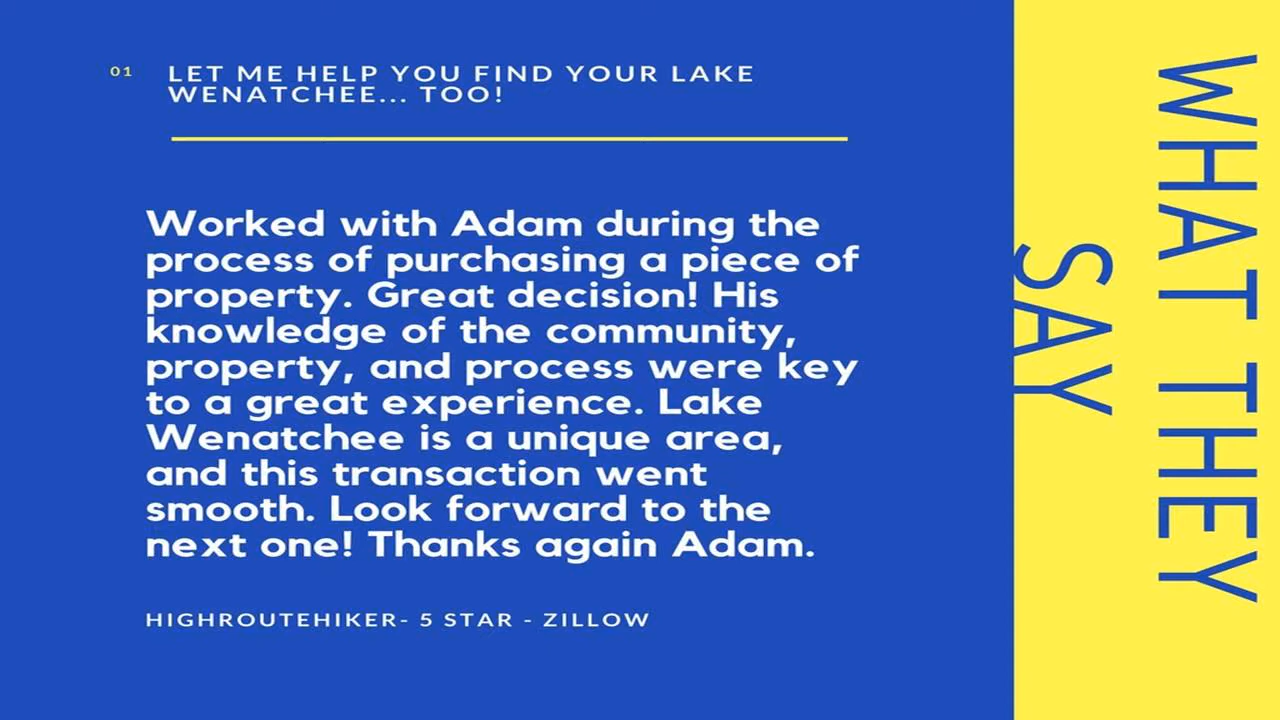 01
LET ME HELP YOU FIND YOUR LAKE
WENATCHEE... TOO!
Worked with Adam during the
process of purchasing a piece of
property. Great decision! His
knowledge of the community,
property, and process were key
to a great experience. Lake
Wenatchee is a unique area,
and this transaction went
smooth. Look forward to the
next one! Thanks again Adam.
HIGHROUTEHIKER- 5 STAR - ZILLOW
WHAT THEY
SAY